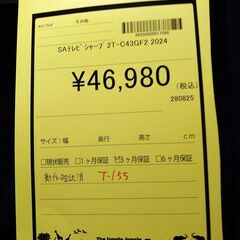 その他
SAテレビシャープ2T-C43GF2 2024
¥46,980
(税込)
280825
サイズ:幅 奥行 高さ cm
□現状販売 □1ヶ月保証 ☑3ヶ月保証 □6ヶ月保証
動作確認済 T-155